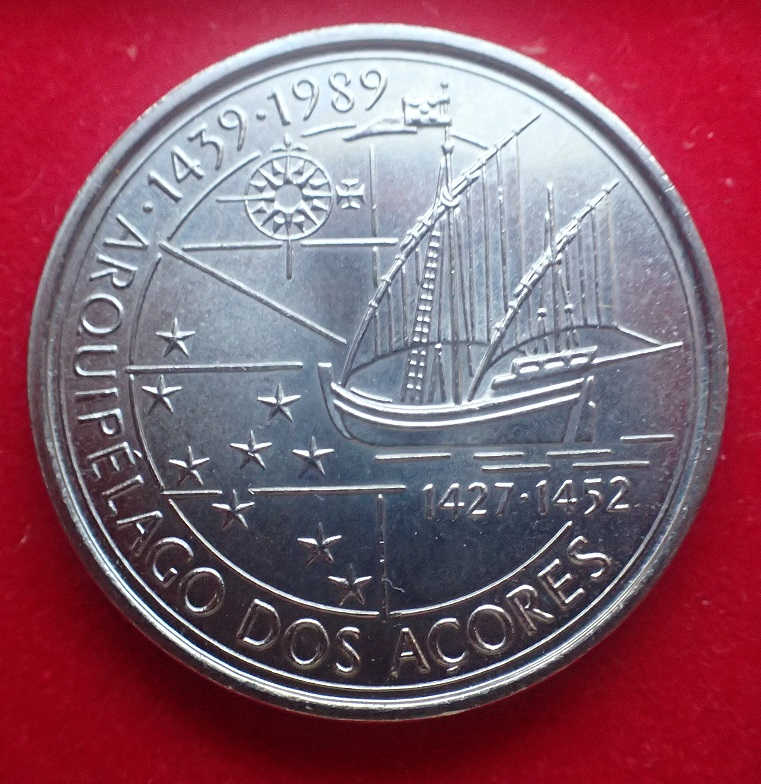 ARQUIPÉLAGO DOS AÇORES
· 1439 · 1989
1427 · 1452